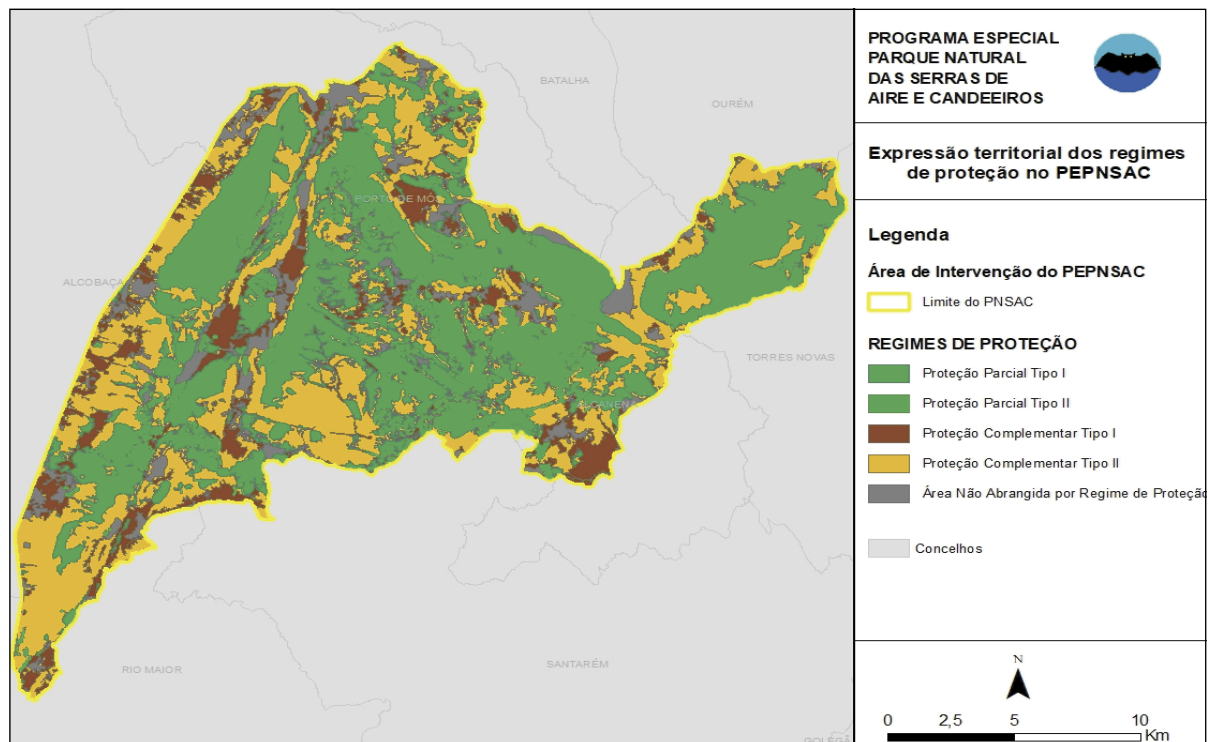 PROGRAMA ESPECIAL
PARQUE NATURAL
DAS SERRAS DE
AIRE E CANDEEIROS
Expressão territorial dos regimes
de proteção no PEPNSAC
Legenda
Área de Intervenção do PEPNSAC
Limite do PNSAC
REGIMES DE PROTEÇÃO
Proteção Parcial Tipo I
Proteção Parcial Tipo II
Proteção Complementar Tipo I
Proteção Complementar Tipo II
Área Não Abrangida por Regime de Proteção
Concelhos
N
0 2,5 5 10
Km
BATALHA
OURÉM
PORTO DE MÓS
ALCOBAÇA
TORRES NOVAS
RIO MAIOR
SANTARÉM